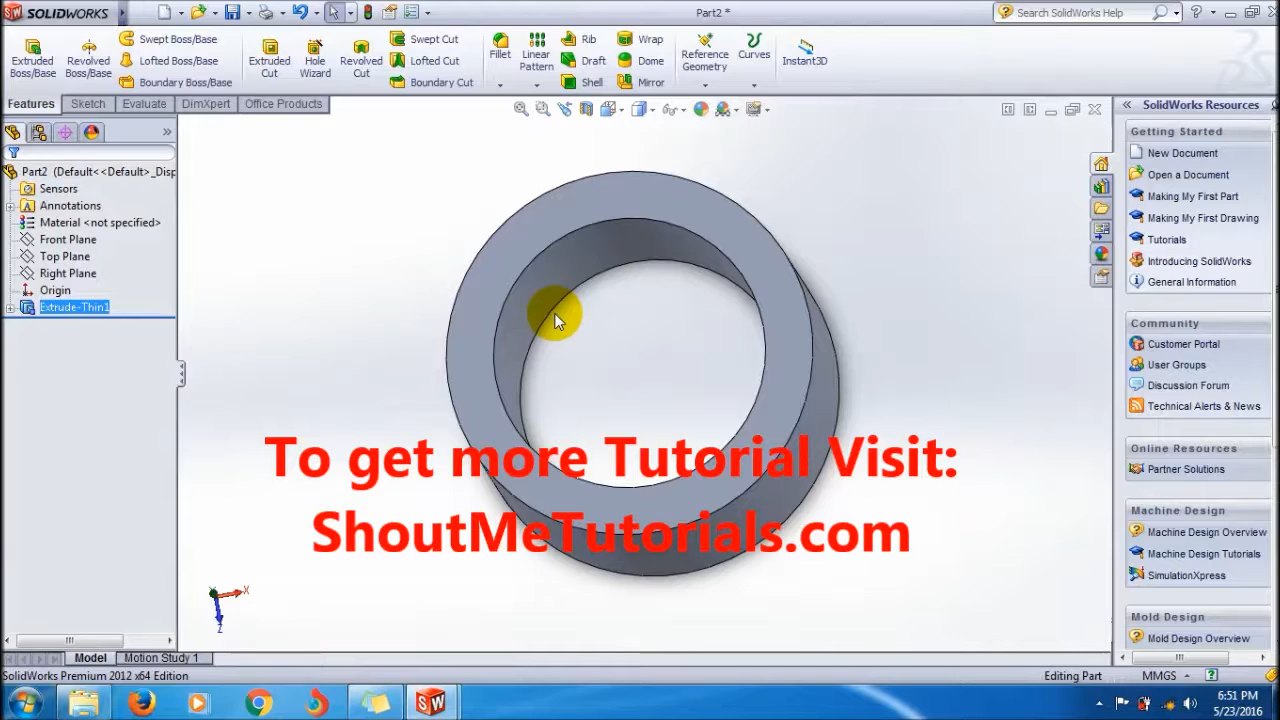 SOLIDWORKS
Part2 *
Search SolidWorks Help
Extruded Boss/Base
Revolved Boss/Base
Swept Boss/Base
Lofted Boss/Base
Boundary Boss/Base
Extruded Cut
Hole Wizard
Revolved Cut
Swept Cut
Lofted Cut
Boundary Cut
Fillet
Linear Pattern
Rib
Draft
Shell
Wrap
Dome
Mirror
Reference Geometry
Curves
Instant3D
Features
Sketch
Evaluate
DimXpert
Office Products
Part2 (Default<<Default>_Disp
Sensors
Annotations
Material <not specified>
Front Plane
Top Plane
Right Plane
Origin
Extrude-Thin1
To get more Tutorial Visit:
ShoutMeTutorials.com
X
Z
SolidWorks Resources
Getting Started
New Document
Open a Document
Making My First Part
Making My First Drawing
Tutorials
Introducing SolidWorks
General Information
Community
Customer Portal
User Groups
Discussion Forum
Technical Alerts & News
Online Resources
Partner Solutions
Machine Design
Machine Design Overview
Machine Design Tutorials
SimulationXpress
Mold Design
Mold Design Overview
Model
Motion Study 1
SolidWorks Premium 2012 x64 Edition
Editing Part
MMGS
6:51 PM
5/23/2016